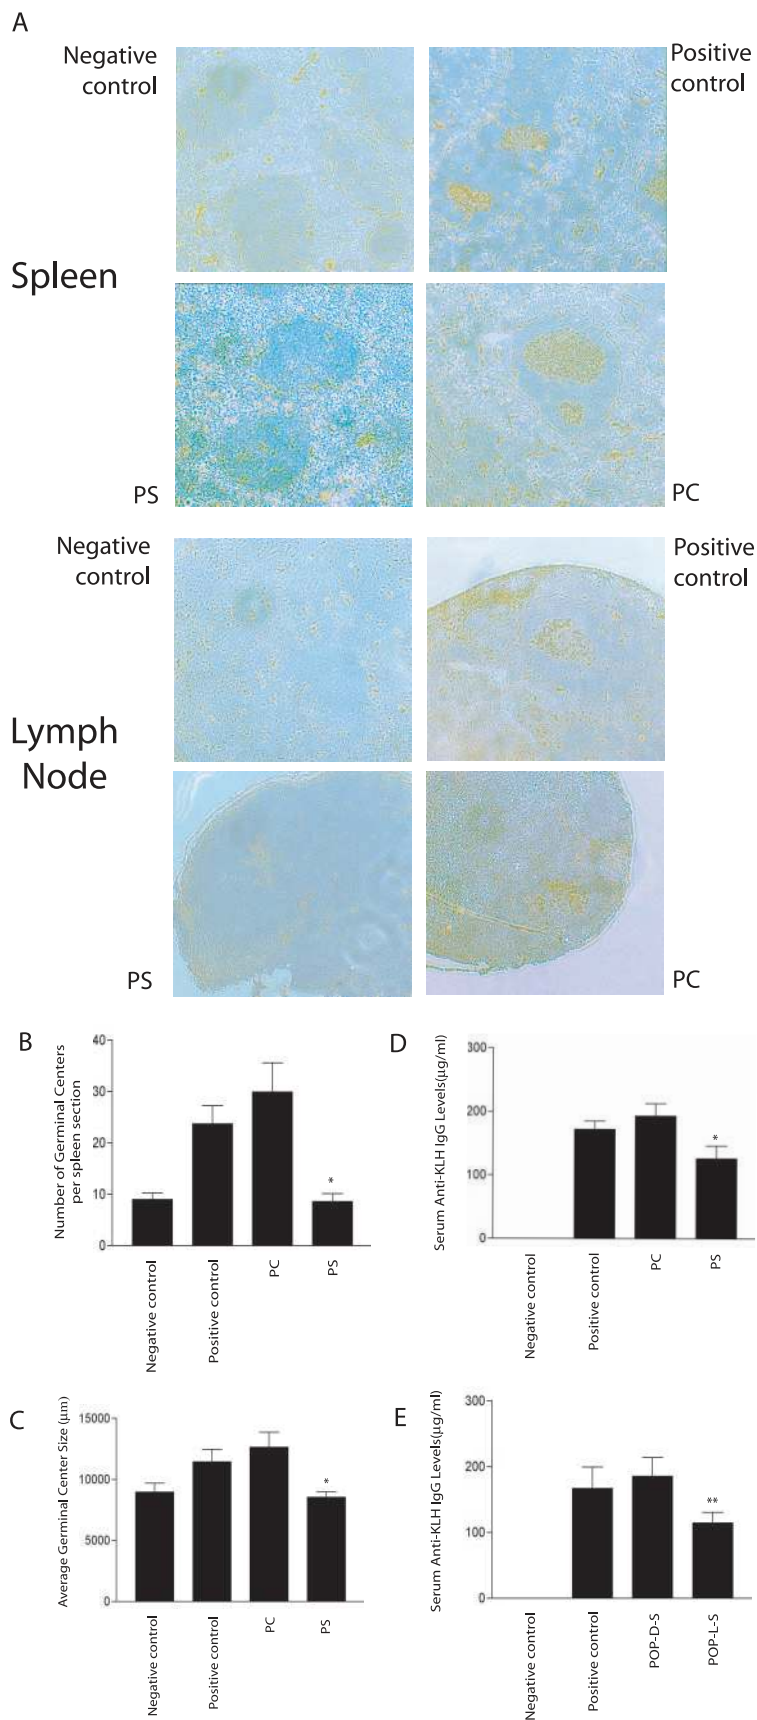 A
Negative
control
Positive
control
Spleen
PS
PC
Negative
control
Positive
control
Lymph
Node
PS
PC
B
Number of Germinal Centers
per spleen section
40
30
20
10
0
Negative control
Positive control
PC
PS
*
D
Serum Anti-KLH IgG Levels(μg/ml)
300
200
100
0
Negative control
Positive control
PC
PS
*
C
Average Germinal Center Size (μm)
15000
10000
5000
0
Negative control
Positive control
PC
PS
*
E
Serum Anti-KLH IgG Levels(μg/ml)
300
200
100
0
Negative control
Positive control
POP-D-S
POP-L-S
**